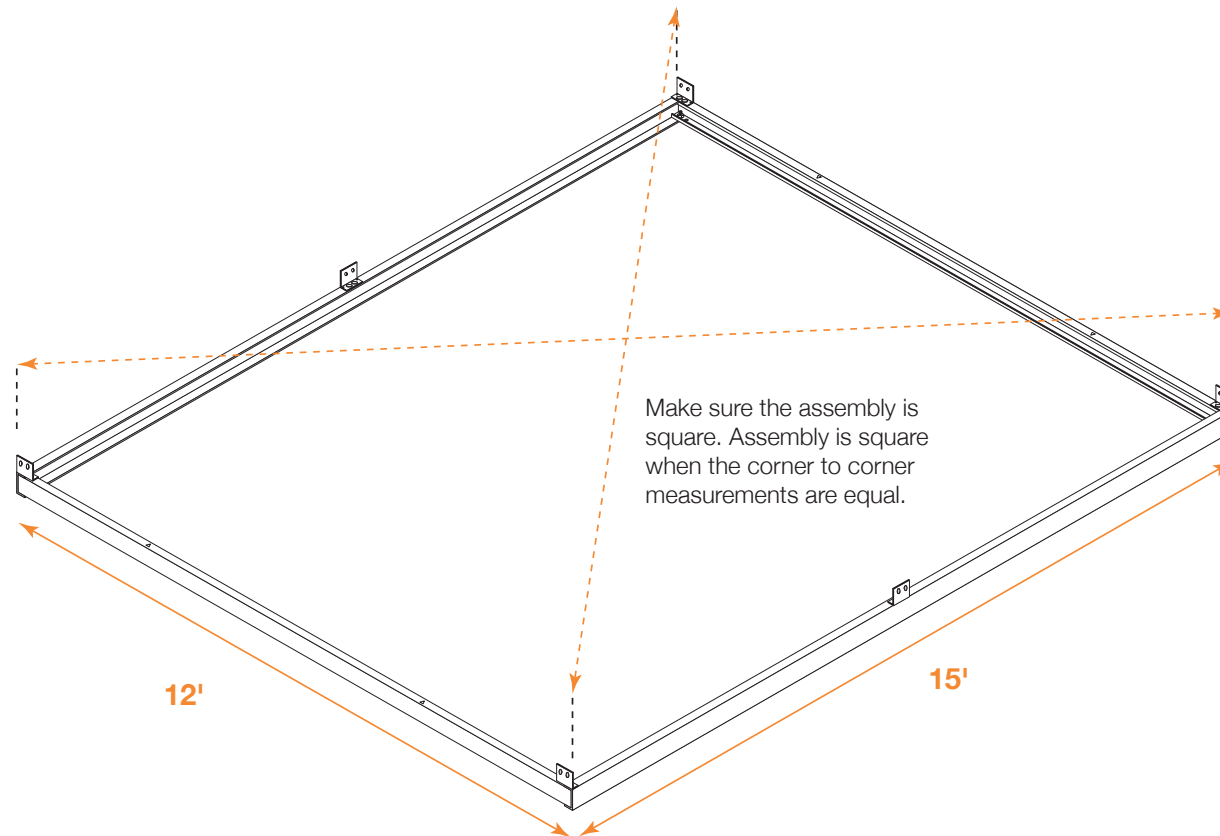 Make sure the assembly is
square. Assembly is square
when the corner to corner
measurements are equal.
12'
15'